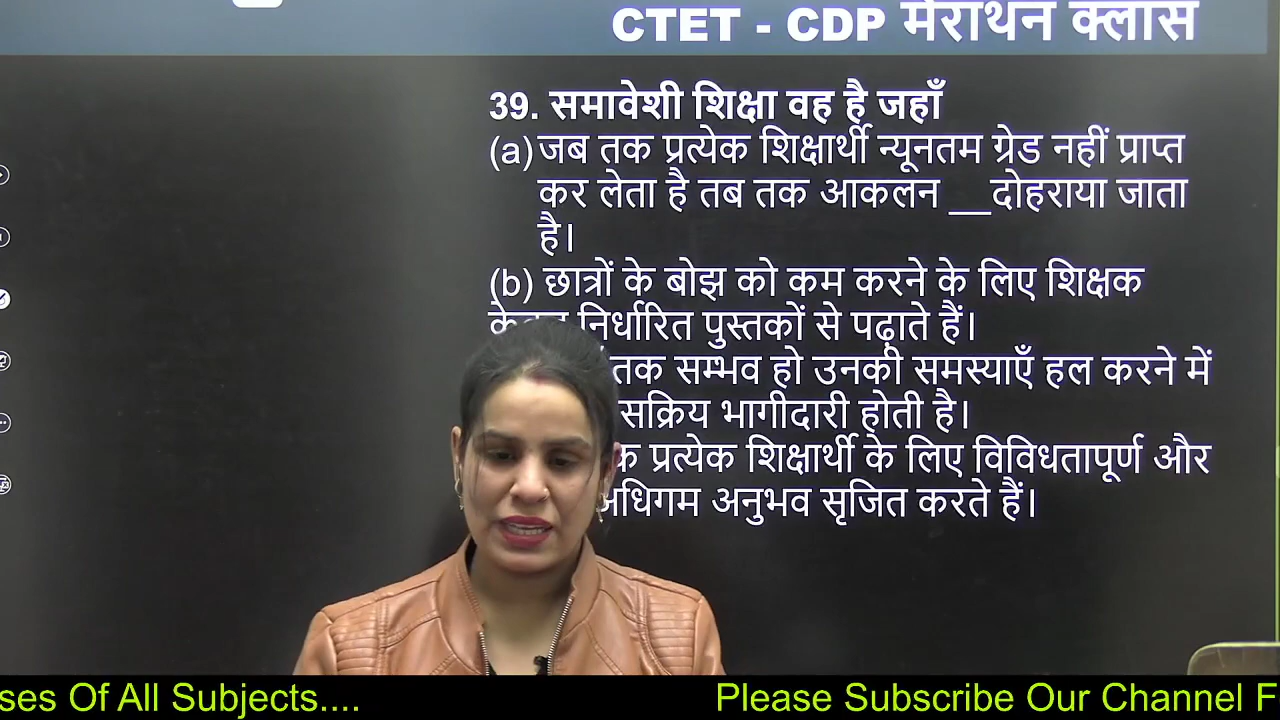 CTET - CDP मैराथन क्लास
39. समावेशी शिक्षा वह है जहाँ
(a) जब तक प्रत्येक शिक्षार्थी न्यूनतम ग्रेड नहीं प्राप्त
कर लेता है तब तक आकलन __दोहराया जाता
है।
(b) छात्रों के बोझ को कम करने के लिए शिक्षक
निर्धारित पुस्तकों से पढ़ाते हैं।
तक सम्भव हो उनकी समस्याएँ हल करने में
सक्रिय भागीदारी होती है।
प्रत्येक शिक्षार्थी के लिए विविधतापूर्ण और
अधिगम अनुभव सृजित करते हैं।
ses Of All Subjects.... Please Subscribe Our Channel F